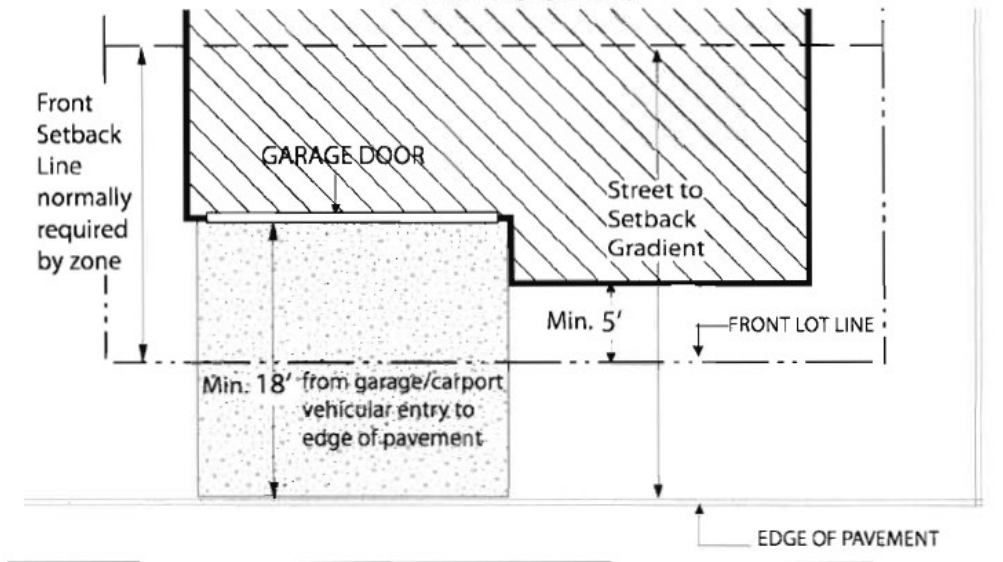 Front
Setback
Line
normally
required
by zone
GARAGE DOOR
Street to
Setback
Gradient
Min. 5'
FRONT LOT LINE
Min. 18' from garage/carport
vehicular entry to
edge of pavement
EDGE OF PAVEMENT